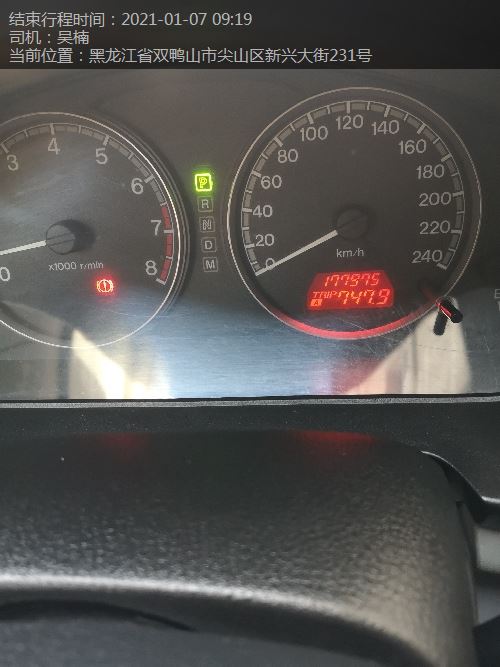 结束行程时间：2021-01-07 09:19
司机：吴楠
当前位置：黑龙江省双鸭山市尖山区新兴大街231号
0 3 4 5 6 7 8
x1000 r/min
P
R
N
D
M
0 20 40 60 80 100 120 140 160 180 200 220 240
km/h
177975
TRIP A 747.9